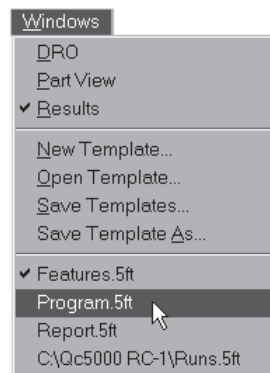 Windows
DRO
Part View
Results
New Template...
Open Template...
Save Templates...
Save Template As...
Features.5ft
Program.5ft
Report.5ft
C:\Qc5000 RC-1\Runs.5ft